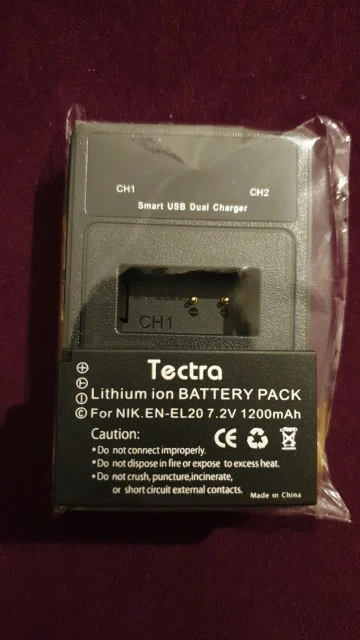 CH1 CH2
Smart USB Dual Charger
CH1
Tectra
Lithium ion BATTERY PACK
For NIK.EN-EL20 7.2V 1200mAh
Caution:
• Do not connect improperly.
• Do not dispose in fire or expose to excess heat.
• Do not crush, puncture,incinerate,
or short circuit external contacts.
CE
Made in China